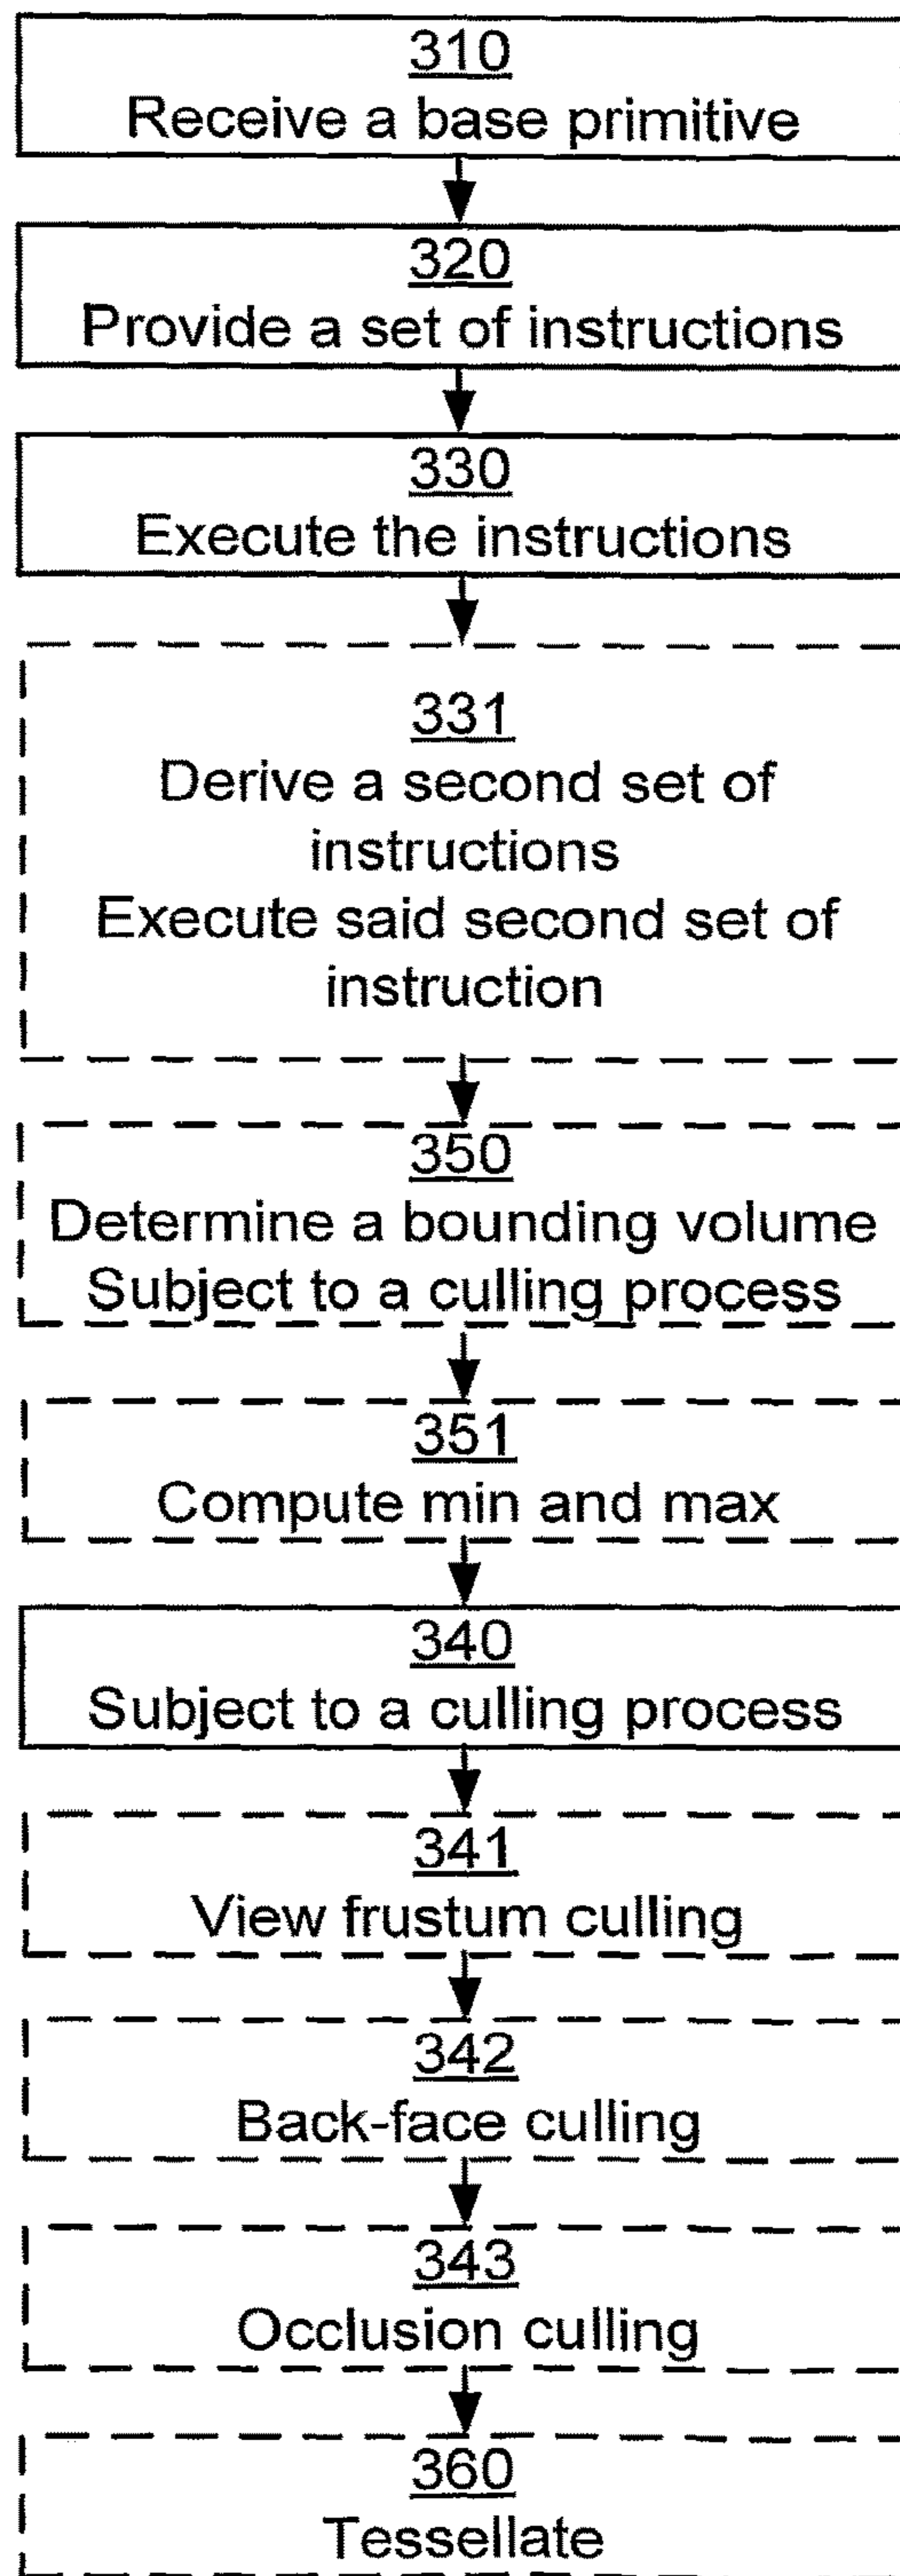 310
Receive a base primitive
320
Provide a set of instructions
330
Execute the instructions
331
Derive a second set of
instructions
Execute said second set of
instruction
350
Determine a bounding volume
Subject to a culling process
351
Compute min and max
340
Subject to a culling process
341
View frustum culling
342
Back-face culling
343
Occlusion culling
360
Tessellate